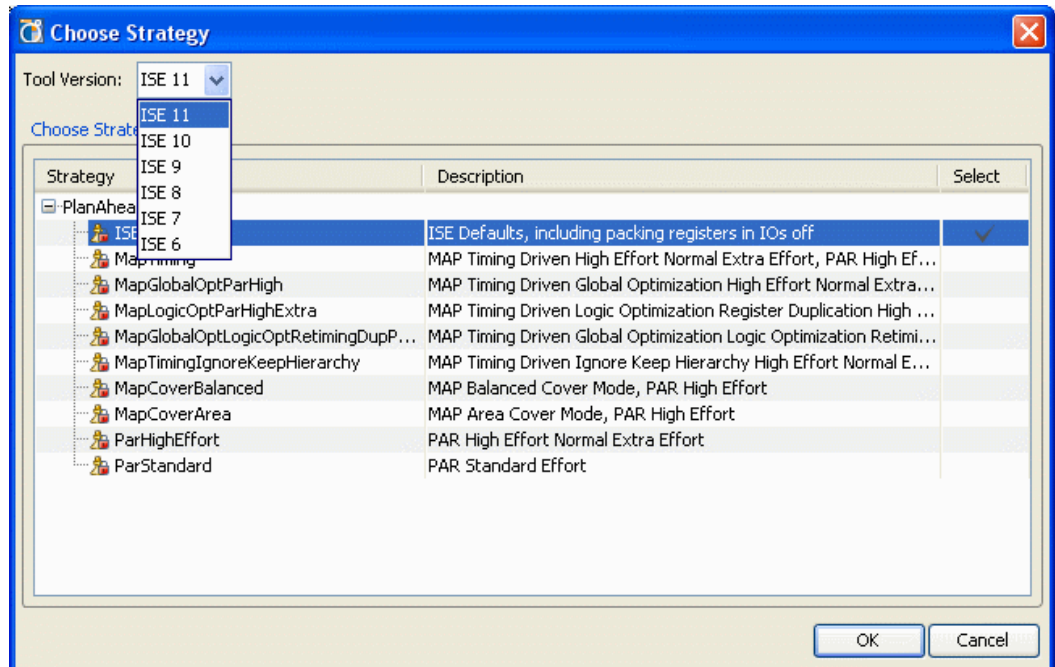 Choose Strategy
Tool Version: ISE 11
ISE 11
ISE 10
ISE 9
ISE 8
ISE 7
ISE 6
Choose Strate
Strategy Description Select
PlanAhea
ISE ISE Defaults, including packing registers in IOs off
MapTiming MAP Timing Driven High Effort Normal Extra Effort, PAR High Ef...
MapGlobalOptParHigh MAP Timing Driven Global Optimization High Effort Normal Extra...
MapLogicOptParHighExtra MAP Timing Driven Logic Optimization Register Duplication High ...
MapGlobalOptLogicOptRetimingDupP... MAP Timing Driven Global Optimization Logic Optimization Retimi...
MapTimingIgnoreKeepHierarchy MAP Timing Driven Ignore Keep Hierarchy High Effort Normal E...
MapCoverBalanced MAP Balanced Cover Mode, PAR High Effort
MapCoverArea MAP Area Cover Mode, PAR High Effort
ParHighEffort PAR High Effort Normal Extra Effort
ParStandard PAR Standard Effort
OK Cancel